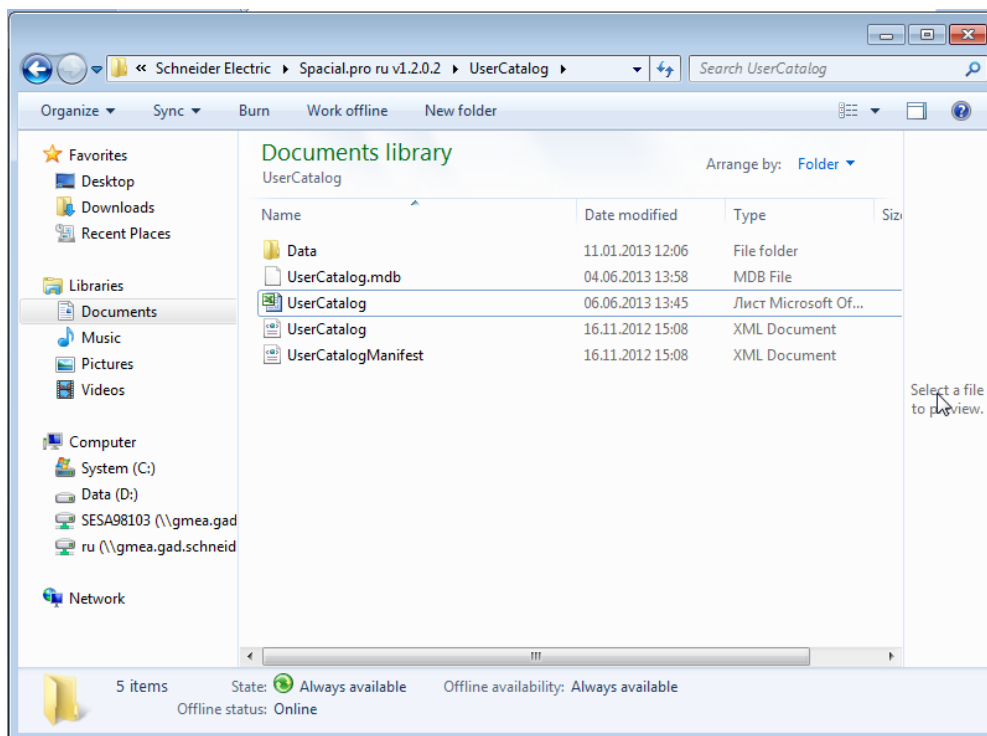 « Schneider Electric ▸ Spacial.pro ru v1.2.0.2 ▸ UserCatalog ▸
Search UserCatalog
Organize Sync Burn Work offline New folder
Favorites
Desktop
Downloads
Recent Places
Libraries
Documents
Music
Pictures
Videos
Computer
System (C:)
Data (D:)
SESA98103 (\\gmea.gad
ru (\\gmea.gad.schneid
Network
Documents library
UserCatalog
Arrange by: Folder
Name Date modified Type Siz
Data 11.01.2013 12:06 File folder
UserCatalog.mdb 04.06.2013 13:58 MDB File
UserCatalog 06.06.2013 13:45 Лист Microsoft Of...
UserCatalog 16.11.2012 15:08 XML Document
UserCatalogManifest 16.11.2012 15:08 XML Document
Select a file
to preview.
5 items State: Always available Offline availability: Always available
Offline status: Online